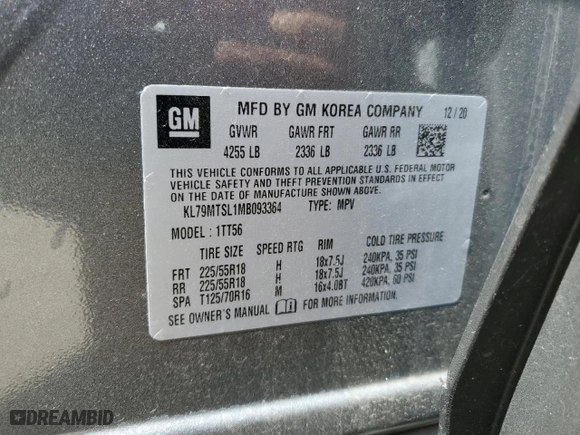 GM
MFD BY GM KOREA COMPANY 12/20
GVWR GAWR FRT GAWR RR
4255 LB 2336 LB 2336 LB
THIS VEHICLE CONFORMS TO ALL APPLICABLE U.S. FEDERAL MOTOR
VEHICLE SAFETY AND THEFT PREVENTION STANDARDS IN EFFECT ON
THE DATE OF MANUFACTURE SHOWN ABOVE.
KL79MTSL1MB093364 TYPE: MPV
MODEL: 1TT56
TIRE SIZE SPEED RTG RIM COLD TIRE PRESSURE
FRT 225/55R18 H 18x7.5J 240KPA, 35 PSI
RR 225/55R18 H 18x7.5J 240KPA, 35 PSI
SPA T125/70R16 M 16x4.0BT 420KPA, 60 PSI
SEE OWNER'S MANUAL FOR MORE INFORMATION.
DREAMBID